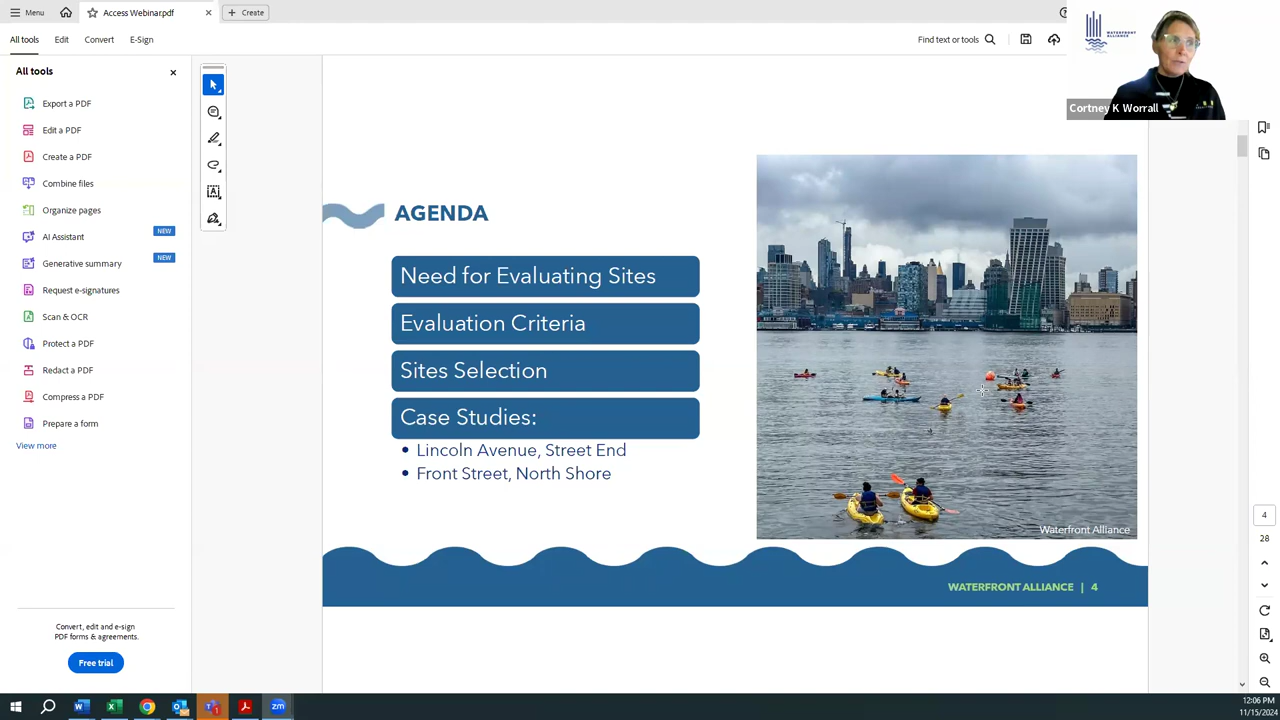 Menu
Access Webinar.pdf
Create
All tools
Edit
Convert
E-Sign
Find text or tools
WATERFRONT
ALLIANCE
Cortney K Worrall
All tools
Export a PDF
Edit a PDF
Create a PDF
Combine files
Organize pages
AI Assistant
NEW
Generative summary
NEW
Request e-signatures
Scan & OCR
Protect a PDF
Redact a PDF
Compress a PDF
Prepare a form
View more
Convert, edit and e-sign
PDF forms & agreements.
Free trial
AGENDA
Need for Evaluating Sites
Evaluation Criteria
Sites Selection
Case Studies:
• Lincoln Avenue, Street End
• Front Street, North Shore
Waterfront Alliance
WATERFRONT ALLIANCE | 4
4
28
12:06 PM
11/15/2024